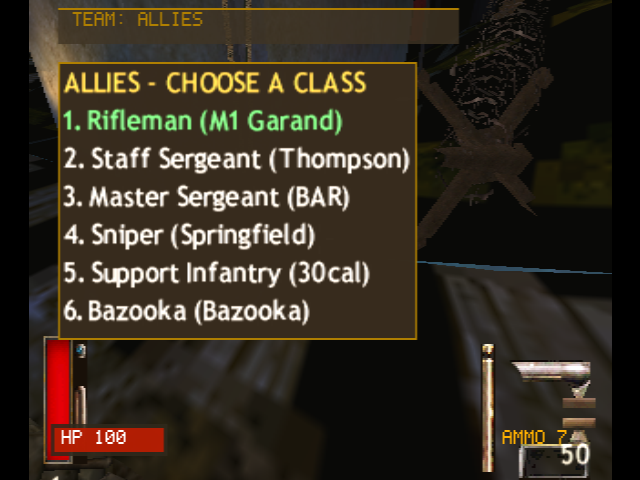 TEAM: ALLIES
ALLIES - CHOOSE A CLASS
1. Rifleman (M1 Garand)
2. Staff Sergeant (Thompson)
3. Master Sergeant (BAR)
4. Sniper (Springfield)
5. Support Infantry (30cal)
6. Bazooka (Bazooka)
HP 100
AMMO 7
50